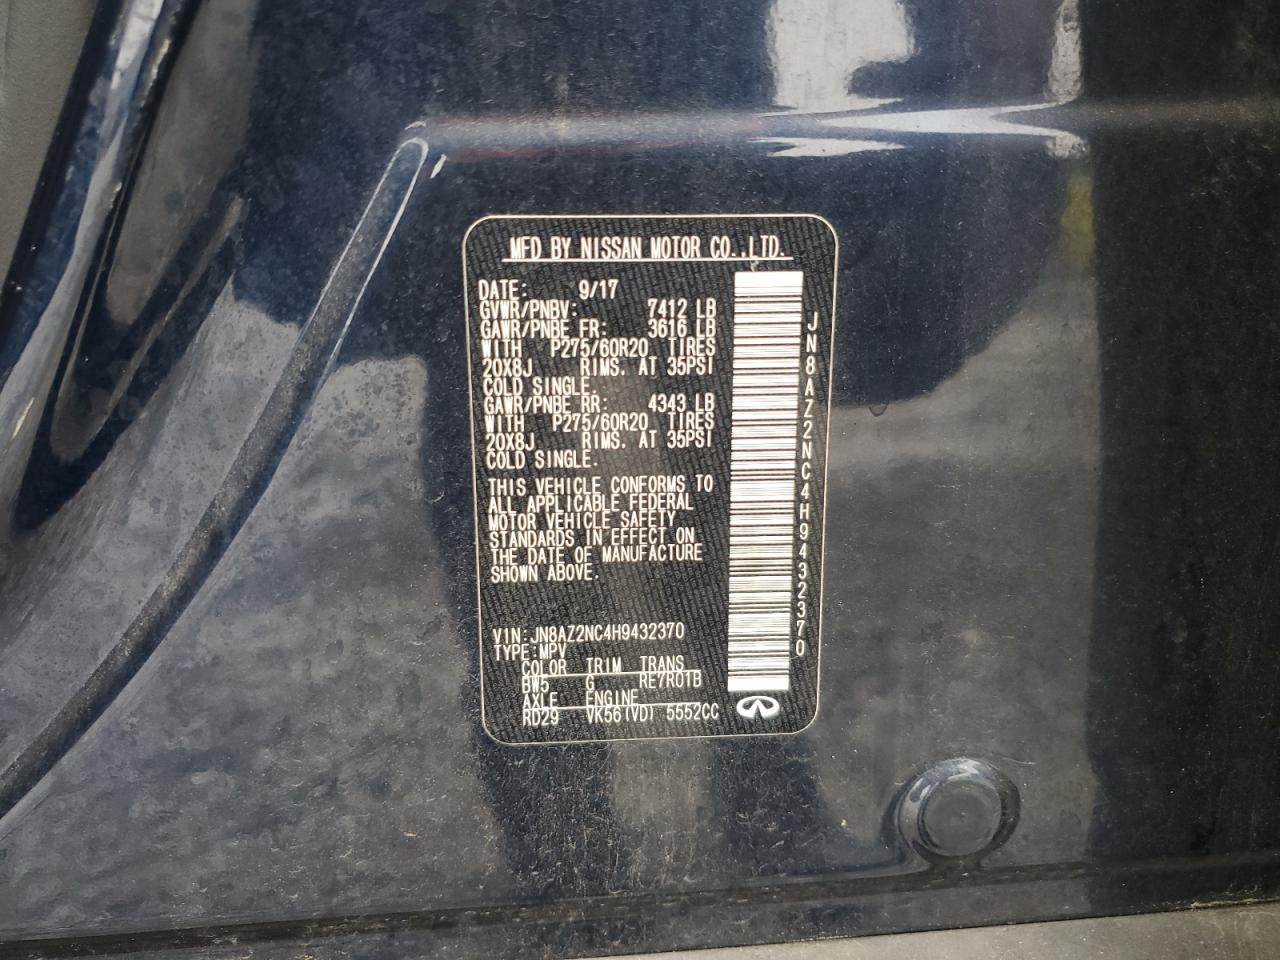 MFD BY NISSAN MOTOR CO.,LTD.
DATE: 9/17
GVWR/PNBV: 7412 LB
GAWR/PNBE FR: 3616 LB
WITH P275/60R20 TIRES
20X8J RIMS. AT 35PSI
COLD SINGLE.
GAWR/PNBE RR: 4343 LB
WITH P275/60R20 TIRES
20X8J RIMS. AT 35PSI
COLD SINGLE.
THIS VEHICLE CONFORMS TO
ALL APPLICABLE FEDERAL
MOTOR VEHICLE SAFETY
STANDARDS IN EFFECT ON
THE DATE OF MANUFACTURE
SHOWN ABOVE.
VIN:JN8AZ2NC4H9432370
TYPE:MPV
COLOR TRIM TRANS
BW5 G RE7R01B
AXLE ENGINE
RD29 VK56(VD) 5552CC
JN8AZ2NC4H9432370